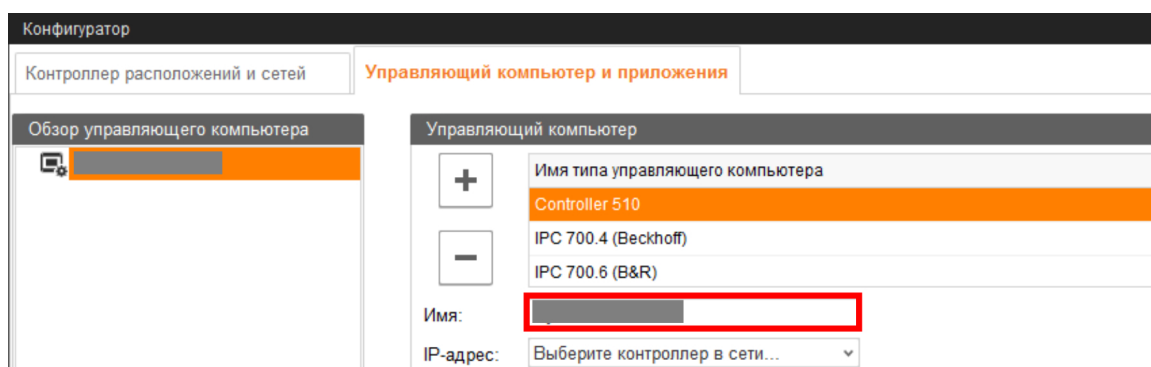 Конфигуратор
Контроллер расположений и сетей
Управляющий компьютер и приложения
Обзор управляющего компьютера
Управляющий компьютер
Имя типа управляющего компьютера
Controller 510
IPC 700.4 (Beckhoff)
IPC 700.6 (B&R)
Имя:
IP-адрес: Выберите контроллер в сети...